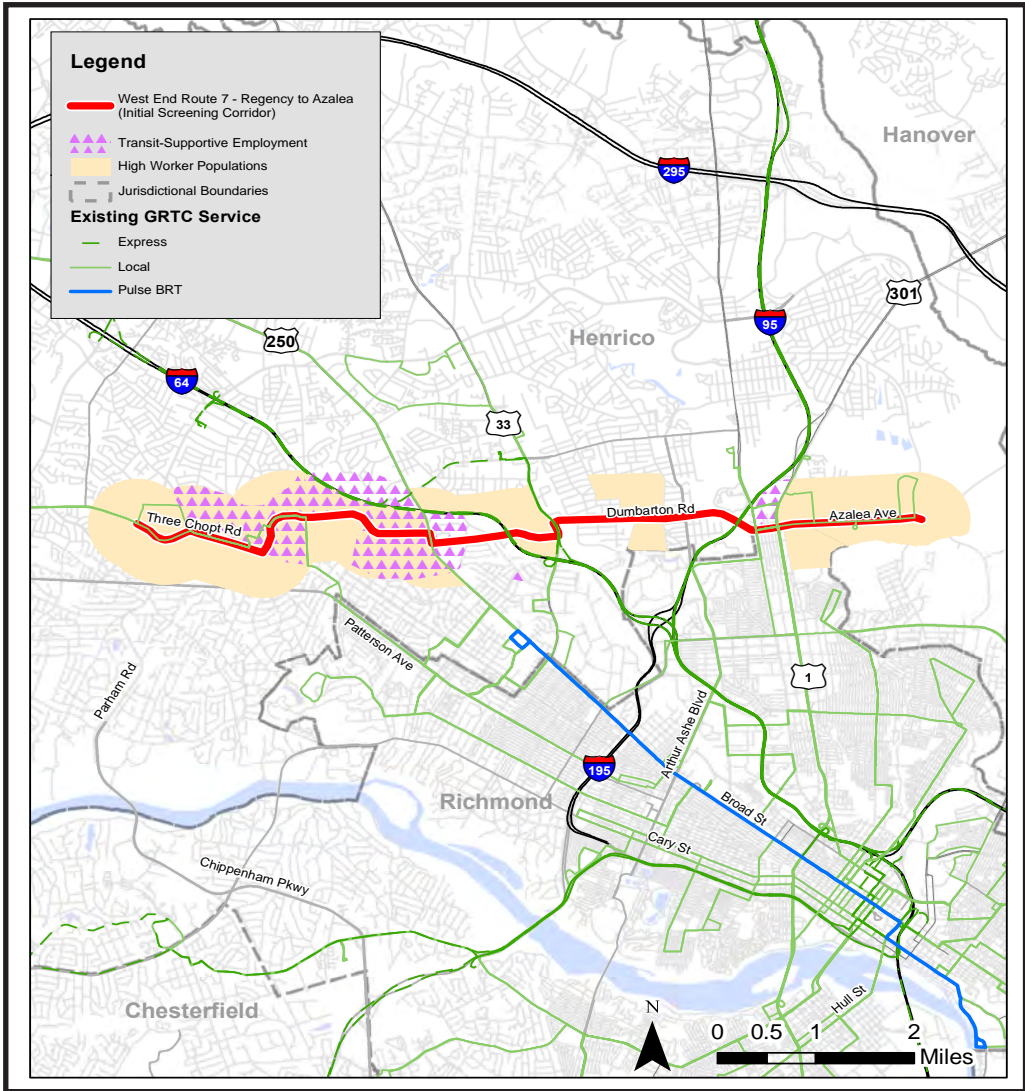 Legend
West End Route 7 - Regency to Azalea
(Initial Screening Corridor)
Transit-Supportive Employment
High Worker Populations
Jurisdictional Boundaries
Existing GRTC Service
Express
Local
Pulse BRT
Hanover
295
301
95
Henrico
250
64
33
Three Chopt Rd
Dumbarton Rd
Azalea Ave
Patterson Ave
Parham Rd
1
Arthur Ashe Blvd
195
Richmond
Broad St
Cary St
Chippenham Pkwy
Chesterfield
Hull St
N
0 0.5 1 2
Miles